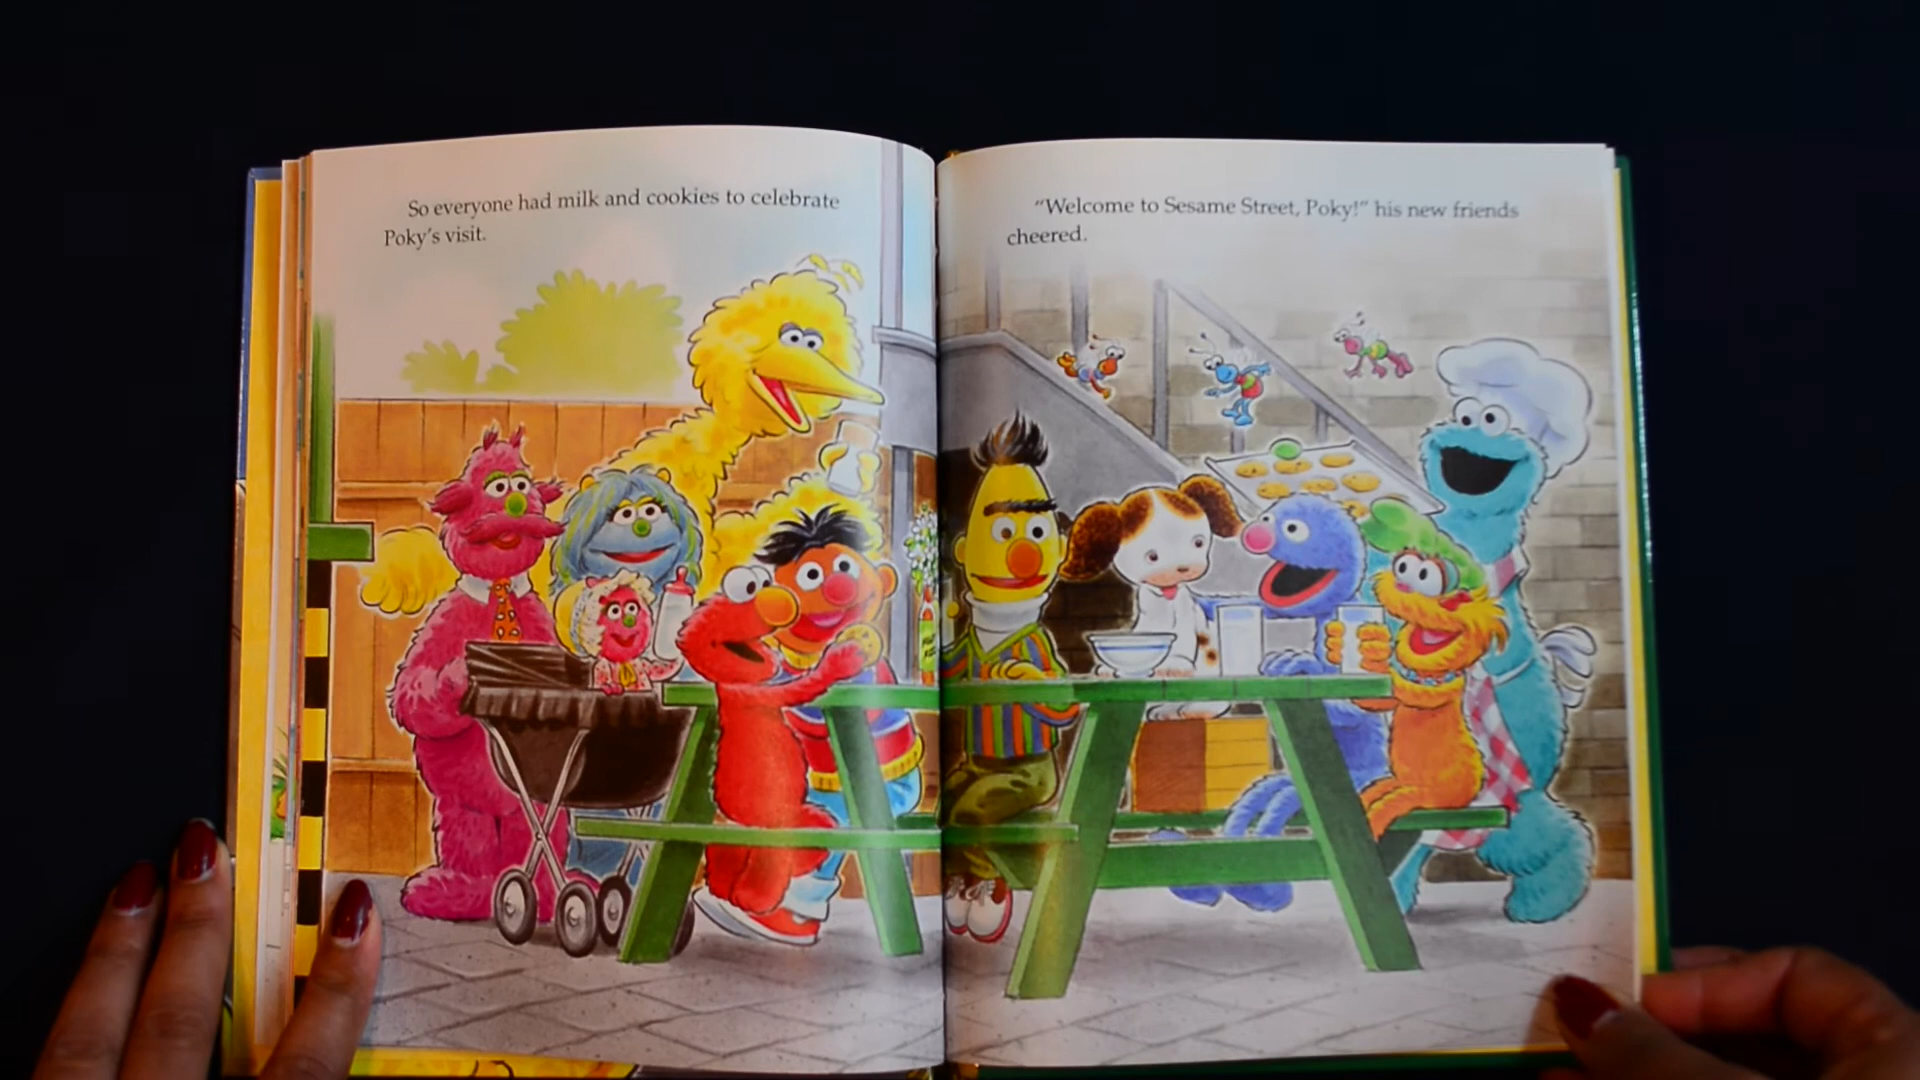 So everyone had milk and cookies to celebrate
Poky's visit.
“Welcome to Sesame Street, Poky!” his new friends
cheered.